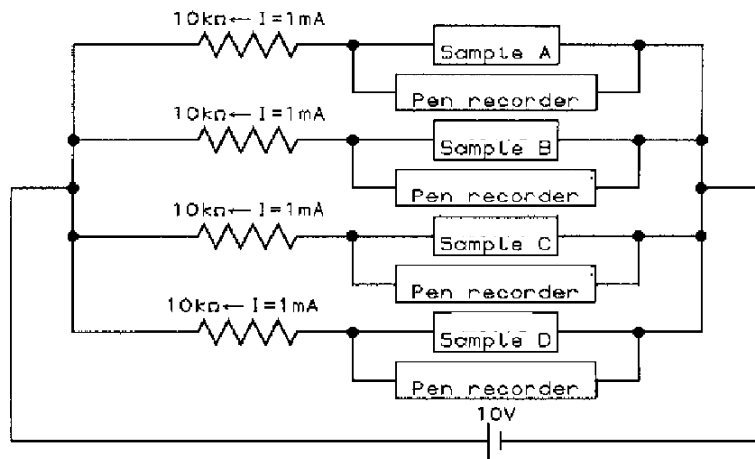 10kΩ← I=1mA
Sample A
Pen recorder
10kΩ← I=1mA
Sample B
Pen recorder
10kΩ← I=1mA
Sample C
Pen recorder
10kΩ← I=1mA
Sample D
Pen recorder
10V